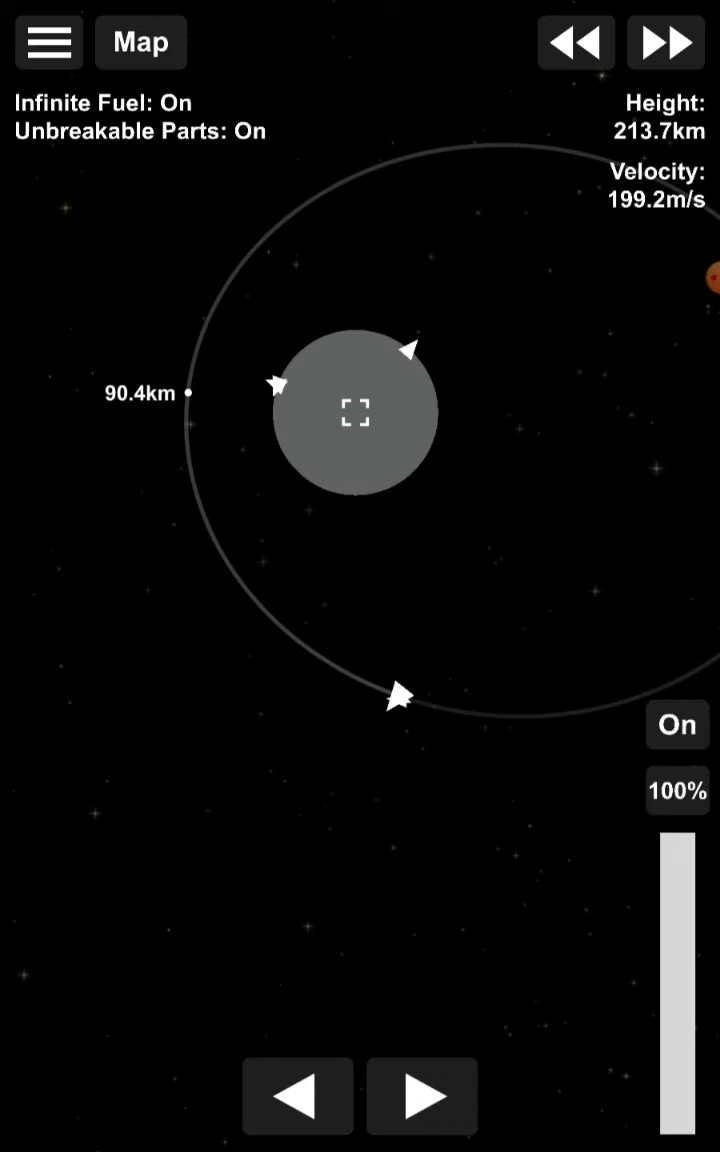 Map
Infinite Fuel: On
Unbreakable Parts: On
Height:
213.7km
Velocity:
199.2m/s
90.4km
On
100%